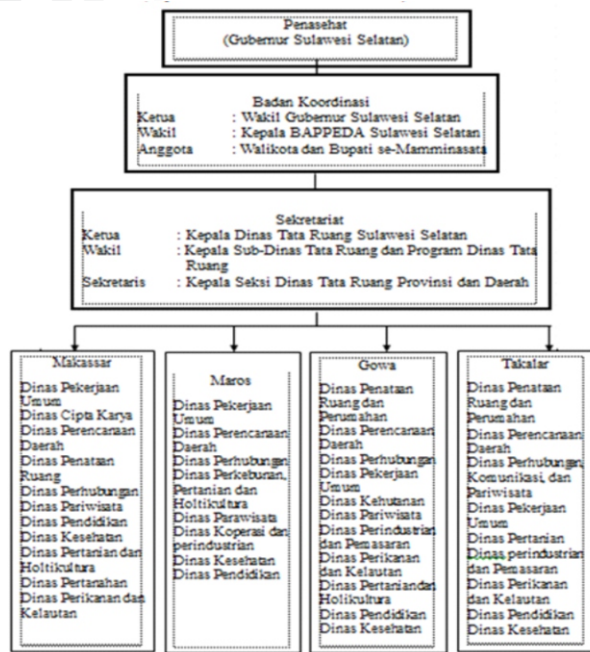 Penasehat
(Gubernur Sulawesi Selatan)
Badan Koordinasi
Ketua : Wakil Gubernur Sulawesi Selatan
Wakil : Kepala BAPPEDA Sulawesi Selatan
Anggota : Walikota dan Bupati se-Mamminasata
Sekretariat
Ketua : Kepala Dinas Tata Ruang Sulawesi Selatan
Wakil : Kepala Sub-Dinas Tata Ruang dan Program Dinas Tata
Ruang
Sekretaris : Kepala Seksi Dinas Tata Ruang Provinsi dan Daerah
Makassar
Dinas Pekerjaan
Umum
Dinas Cipta Karya
Dinas Perencanaan
Daerah
Dinas Penataan
Ruang
Dinas Perhubungan
Dinas Pariwisata
Dinas Pendidikan
Dinas Kesehatan
Dinas Pertanian dan
Holtikultura
Dinas Pertanahan
Dinas Perikanan dan
Kelautan
Maros
Dinas Pekerjaan
Umum
Dinas Perencanaan
Daerah
Dinas Perhubungan
Dinas Perkebunan,
Pertanian dan
Holtikultura
Dinas Parawisata
Dinas Koperasi dan
perindustrian
Dinas Kesehatan
Dinas Pendidikan
Gowa
Dinas Penataan
Ruang dan
Perumahan
Dinas Perencanaan
Daerah
Dinas Perhubungan
Dinas Pekerjaan
Umum
Dinas Kehutanan
Dinas Pariwisata
Dinas Perindustrian
dan Pemasaran
Dinas Perikanan
dan Kelautan
Dinas Pertanian dan
Holikultura
Dinas Pendidikan
Dinas Kesehatan
Takalar
Dinas Penataan
Ruang dan
Perumahan
Dinas Perencanaan
Daerah
Dinas Perhubungan,
Komunikasi, dan
Pariwisata
Dinas Pekerjaan
Umum
Dinas Pertanian
Dinas perindustrian
dan Pemasaran
Dinas Perikanan
dan Kelautan
Dinas Pendidikan
Dinas Kesehatan